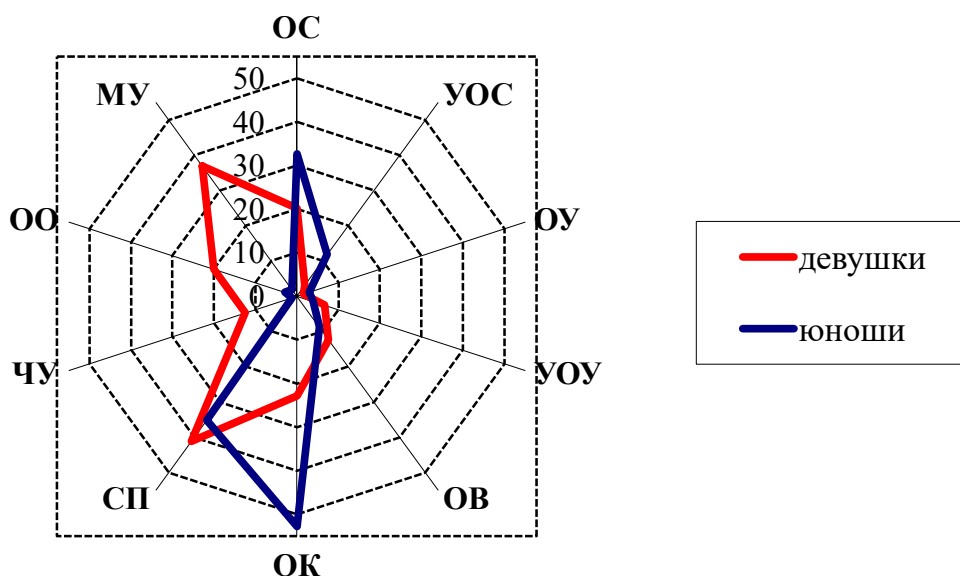 ОС
МУ
УОС
50
40
30
20
10
0
ОО
ОУ
ЧУ
УОУ
СП
ОВ
ОК
девушки
юноши